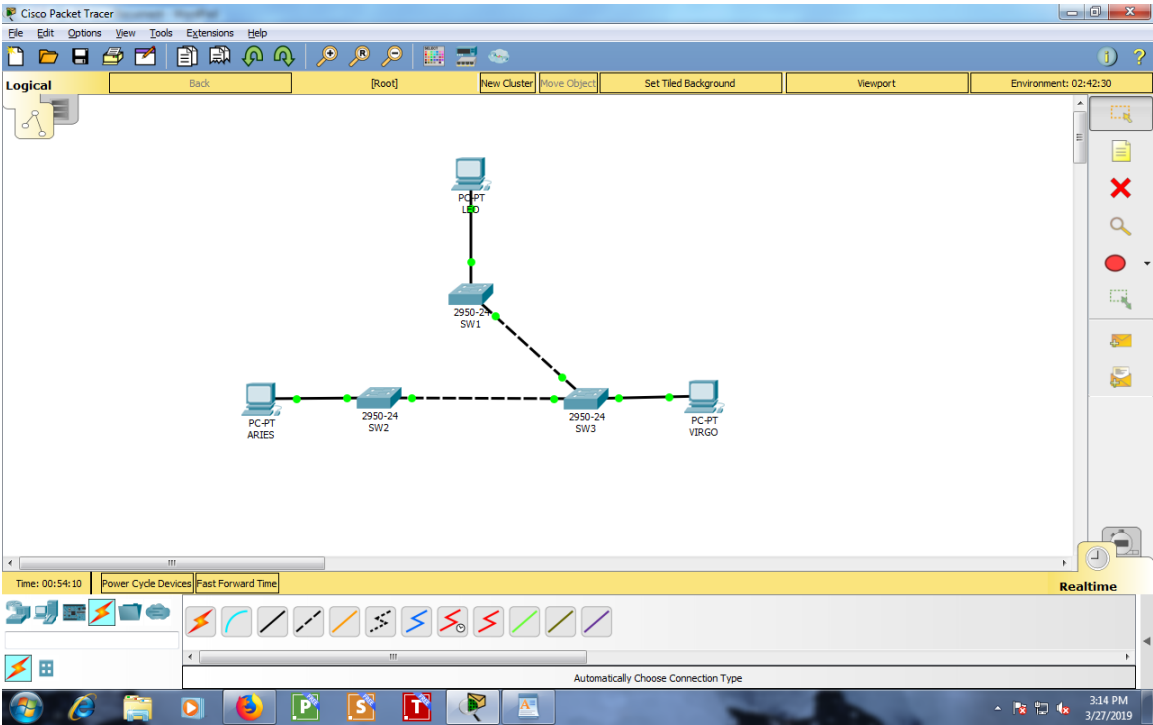 Cisco Packet Tracer
File Edit Options View Tools Extensions Help
Logical Back [Root] New Cluster Move Object Set Tiled Background Viewport Environment: 02:42:30
PC-PT
LEO
2950-24
SW1
PC-PT
ARIES
2950-24
SW2
2950-24
SW3
PC-PT
VIRGO
Time: 00:54:10 Power Cycle Devices Fast Forward Time Realtime
Automatically Choose Connection Type
P S T A
3:14 PM
3/27/2019